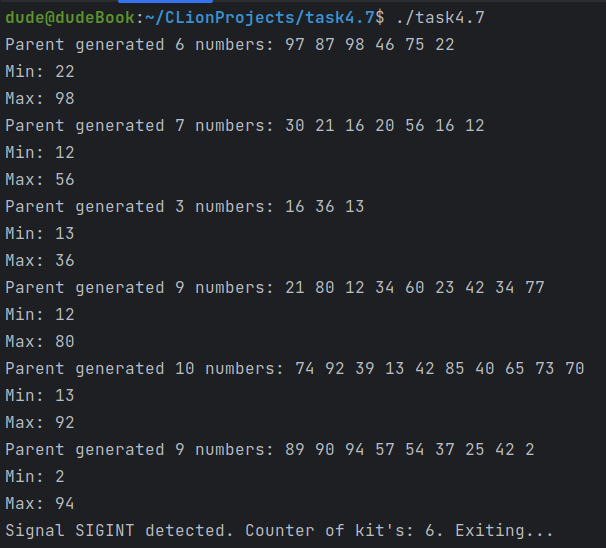 dude@dudeBook:~/CLionProjects/task4.7$ ./task4.7
Parent generated 6 numbers: 97 87 98 46 75 22
Min: 22
Max: 98
Parent generated 7 numbers: 30 21 16 20 56 16 12
Min: 12
Max: 56
Parent generated 3 numbers: 16 36 13
Min: 13
Max: 36
Parent generated 9 numbers: 21 80 12 34 60 23 42 34 77
Min: 12
Max: 80
Parent generated 10 numbers: 74 92 39 13 42 85 40 65 73 70
Min: 13
Max: 92
Parent generated 9 numbers: 89 90 94 57 54 37 25 42 2
Min: 2
Max: 94
Signal SIGINT detected. Counter of kit's: 6. Exiting...